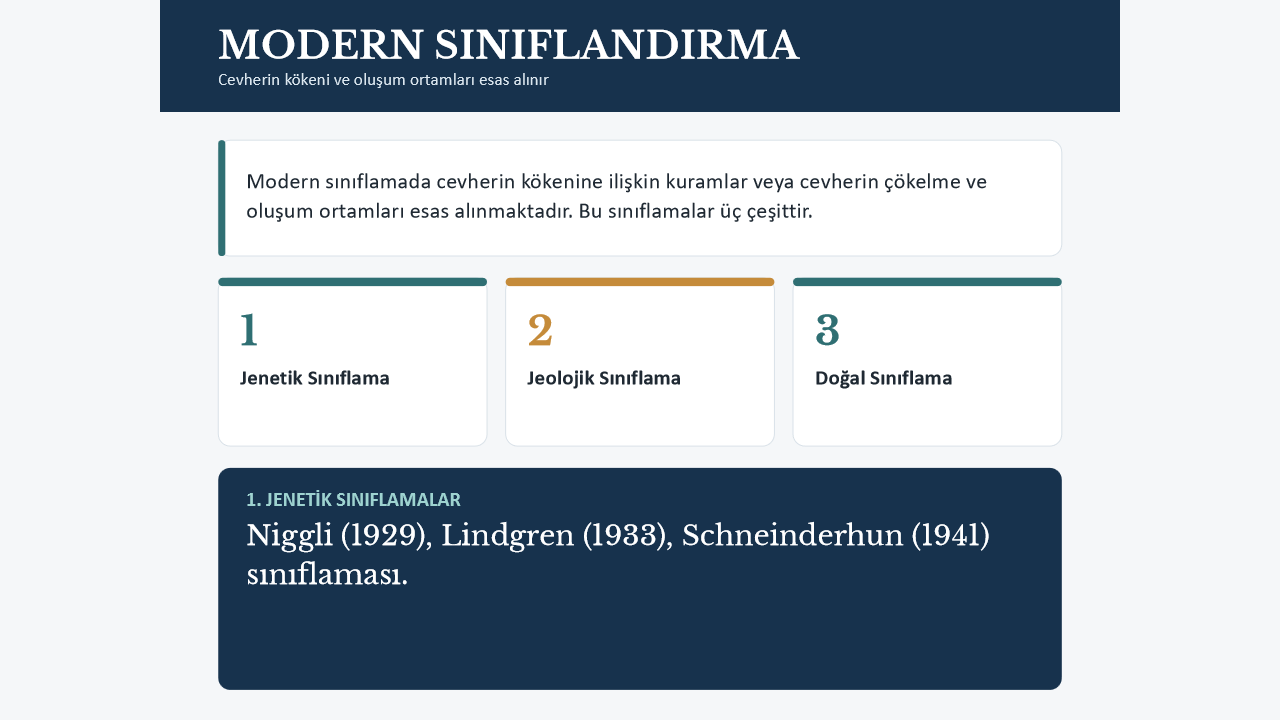 MODERN SINIFLANDIRMA
Cevherin kökeni ve oluşum ortamları esas alınır
Modern sınıflamada cevherin kökenine ilişkin kuramlar veya cevherin çökelme ve
oluşum ortamları esas alınmaktadır. Bu sınıflamalar üç çeşittir.
1
Jenetik Sınıflama
2
Jeolojik Sınıflama
3
Doğal Sınıflama
1. JENETİK SINIFLAMALAR
Niggli (1929), Lindgren (1933), Schneinderhun (1941)
sınıflaması.